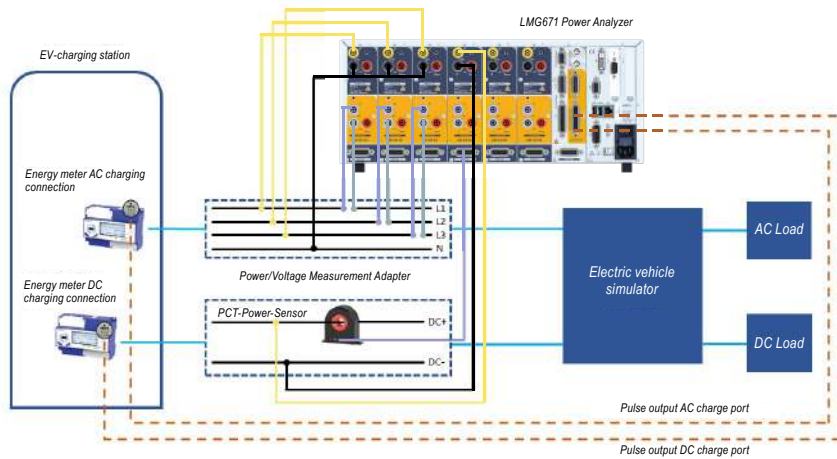 LMG671 Power Analyzer
EV-charging station
Energy meter AC charging
connection
L1
L2
L3
N
Power/Voltage Measurement Adapter
Energy meter DC
charging connection
PCT-Power-Sensor
DC+
DC-
Electric vehicle
simulator
AC Load
DC Load
Pulse output AC charge port
Pulse output DC charge port